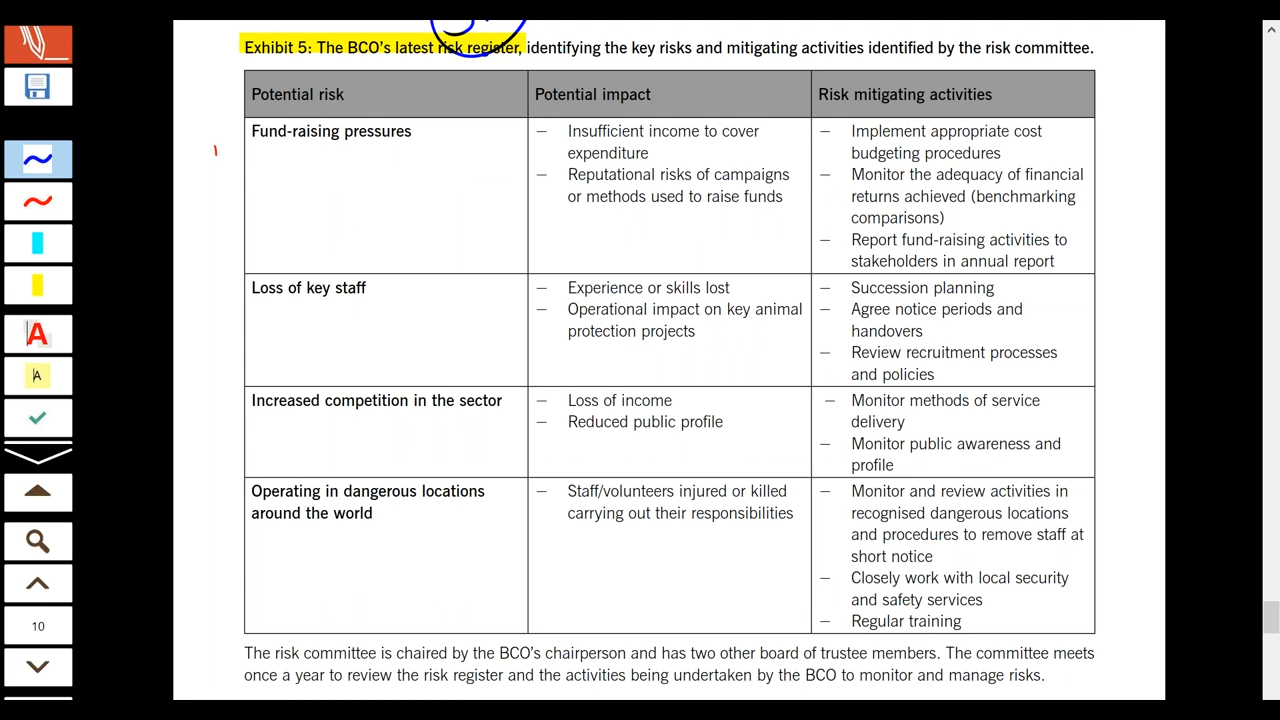 Exhibit 5: The BCO's latest risk register, identifying the key risks and mitigating activities identified by the risk committee.
Potential risk
Potential impact
Risk mitigating activities
Fund-raising pressures
– Insufficient income to cover
expenditure
– Reputational risks of campaigns
or methods used to raise funds
– Implement appropriate cost
budgeting procedures
– Monitor the adequacy of financial
returns achieved (benchmarking
comparisons)
– Report fund-raising activities to
stakeholders in annual report
Loss of key staff
– Experience or skills lost
– Operational impact on key animal
protection projects
– Succession planning
– Agree notice periods and
handovers
– Review recruitment processes
and policies
Increased competition in the sector
– Loss of income
– Reduced public profile
– Monitor methods of service
delivery
– Monitor public awareness and
profile
Operating in dangerous locations
around the world
– Staff/volunteers injured or killed
carrying out their responsibilities
– Monitor and review activities in
recognised dangerous locations
and procedures to remove staff at
short notice
– Closely work with local security
and safety services
– Regular training
The risk committee is chaired by the BCO's chairperson and has two other board of trustee members. The committee meets
once a year to review the risk register and the activities being undertaken by the BCO to monitor and manage risks.
A
A
10